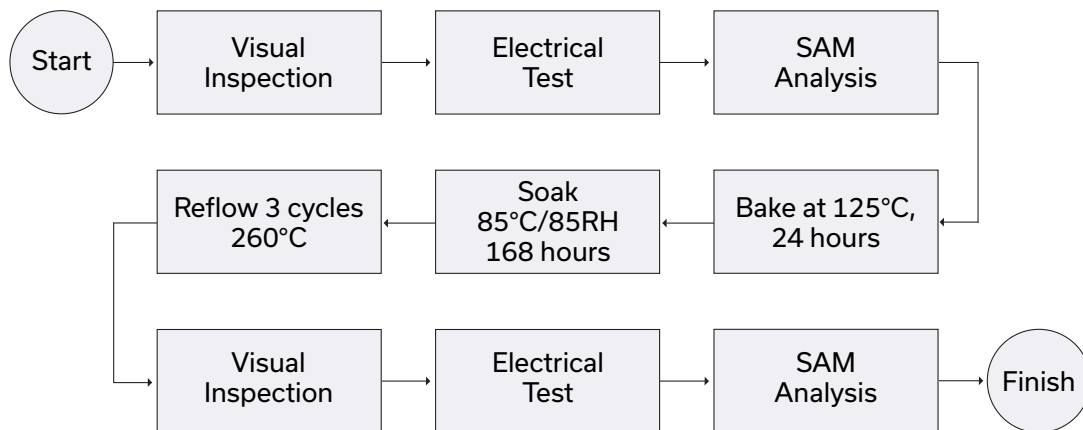 Start
Visual
Inspection
Electrical
Test
SAM
Analysis
Bake at 125°C,
24 hours
Soak
85°C/85RH
168 hours
Reflow 3 cycles
260°C
Visual
Inspection
Electrical
Test
SAM
Analysis
Finish